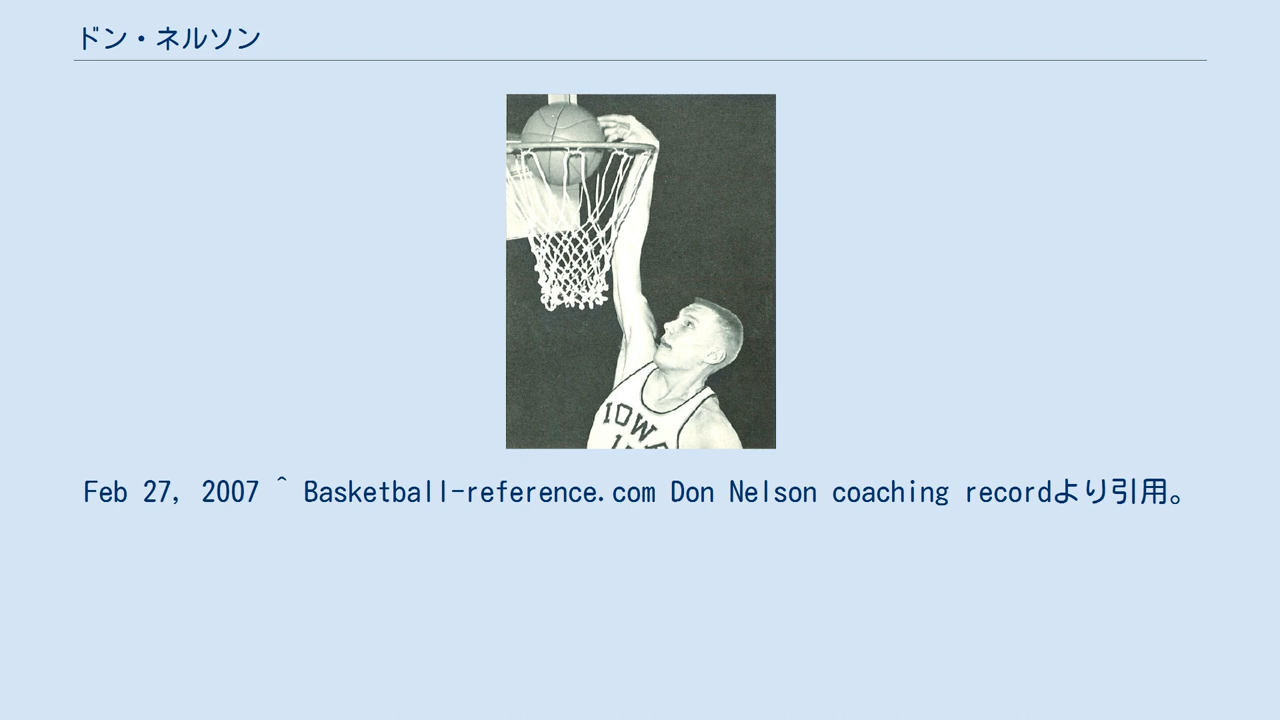 ドン・ネルソン
IOWA
Feb 27, 2007 ^ Basketball-reference.com Don Nelson coaching recordより引用。